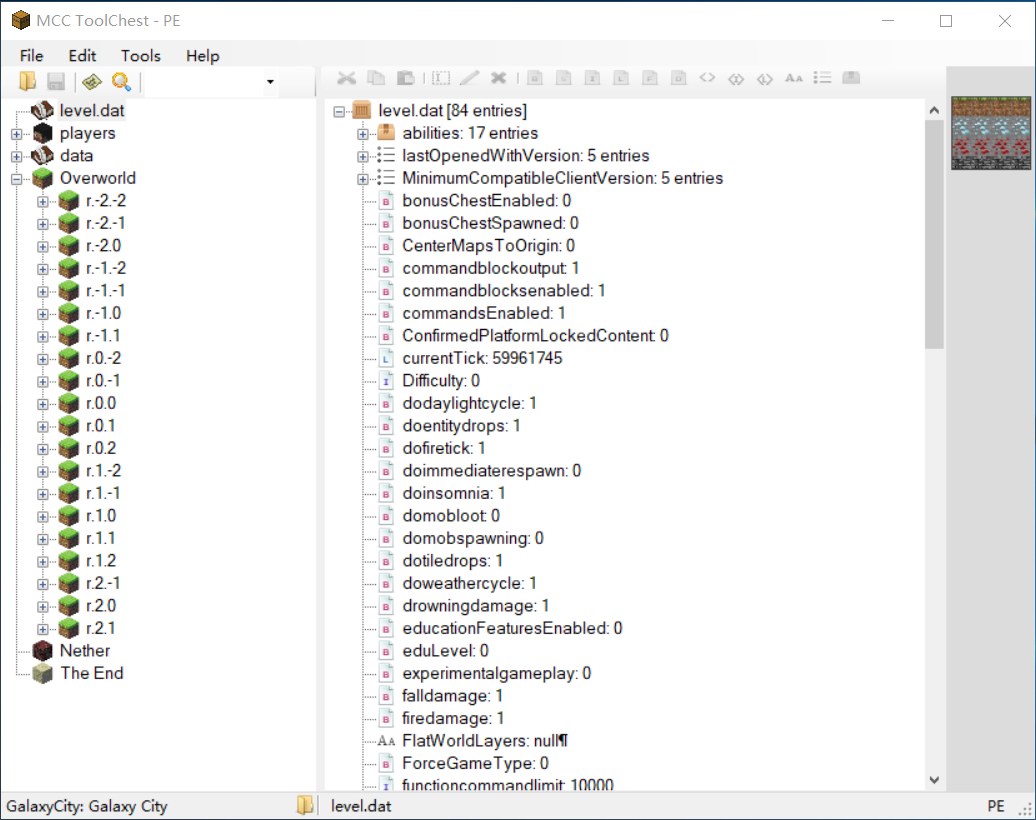 MCC ToolChest - PE
File Edit Tools Help
level.dat
players
data
Overworld
r.-2.-2
r.-2.-1
r.-2.0
r.-1.-2
r.-1.-1
r.-1.0
r.-1.1
r.0.-2
r.0.-1
r.0.0
r.0.1
r.0.2
r.1.-2
r.1.-1
r.1.0
r.1.1
r.1.2
r.2.-1
r.2.0
r.2.1
Nether
The End
level.dat [84 entries]
abilities: 17 entries
lastOpenedWithVersion: 5 entries
MinimumCompatibleClientVersion: 5 entries
bonusChestEnabled: 0
bonusChestSpawned: 0
CenterMapsToOrigin: 0
commandblockoutput: 1
commandblocksenabled: 1
commandsEnabled: 1
ConfirmedPlatformLockedContent: 0
currentTick: 59961745
Difficulty: 0
dodaylightcycle: 1
doentitydrops: 1
dofiretick: 1
doimmediaterespawn: 0
doinsomnia: 1
domobloot: 0
domobspawning: 0
dotiledrops: 1
doweathercycle: 1
drowningdamage: 1
educationFeaturesEnabled: 0
eduLevel: 0
experimentalgameplay: 0
falldamage: 1
firedamage: 1
FlatWorldLayers: null¶
ForceGameType: 0
functioncommandlimit: 10000
GalaxyCity: Galaxy City
level.dat
PE